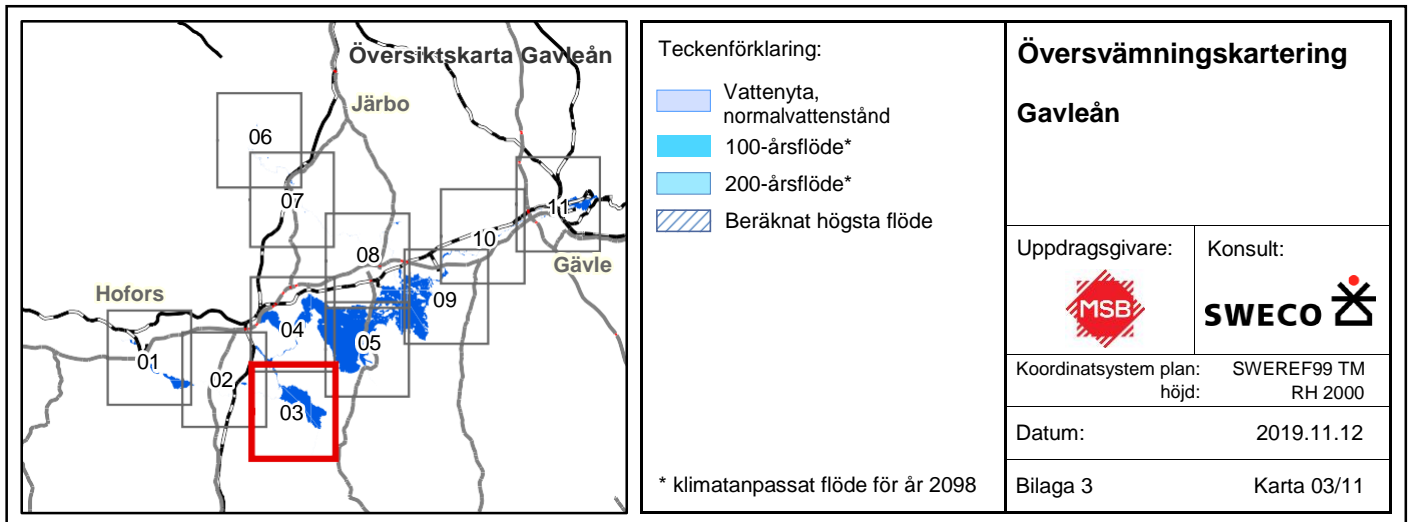 Översiktskarta Gavleån
Järbo
06
07
11
08
10
Gävle
Hofors
09
04
05
01
02
03
Teckenförklaring:
Vattenyta,
normalvattenstånd
100-årsflöde*
200-årsflöde*
Beräknat högsta flöde
* klimatanpassat flöde för år 2098
Översvämningskartering
Gavleån
Uppdragsgivare:
MSB
Konsult:
SWECO
Koordinatsystem plan: SWEREF99 TM
höjd: RH 2000
Datum: 2019.11.12
Bilaga 3 Karta 03/11